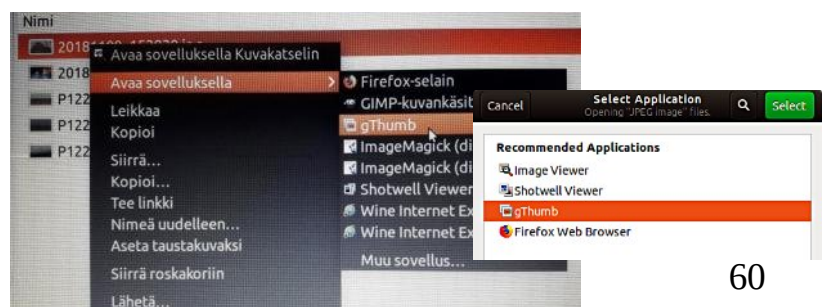 Nimi
Avaa sovelluksella Kuvakatselin
2018
Avaa sovelluksella
P122
Leikkaa
P122
Kopioi
P122
Siirrä...
Kopioi...
Tee linkki
Nimeä uudelleen...
Aseta taustakuvaksi
Siirrä roskakoriin
Lähetä...
Firefox-selain
GIMP-kuvankäsit
gThumb
ImageMagick (di
ImageMagick (di
Shotwell Viewer
Wine Internet Ex
Wine Internet Ex
Muu sovellus...
Cancel
Select Application
Opening "JPEG image" files.
Select
Recommended Applications
Image Viewer
Shotwell Viewer
gThumb
Firefox Web Browser
60